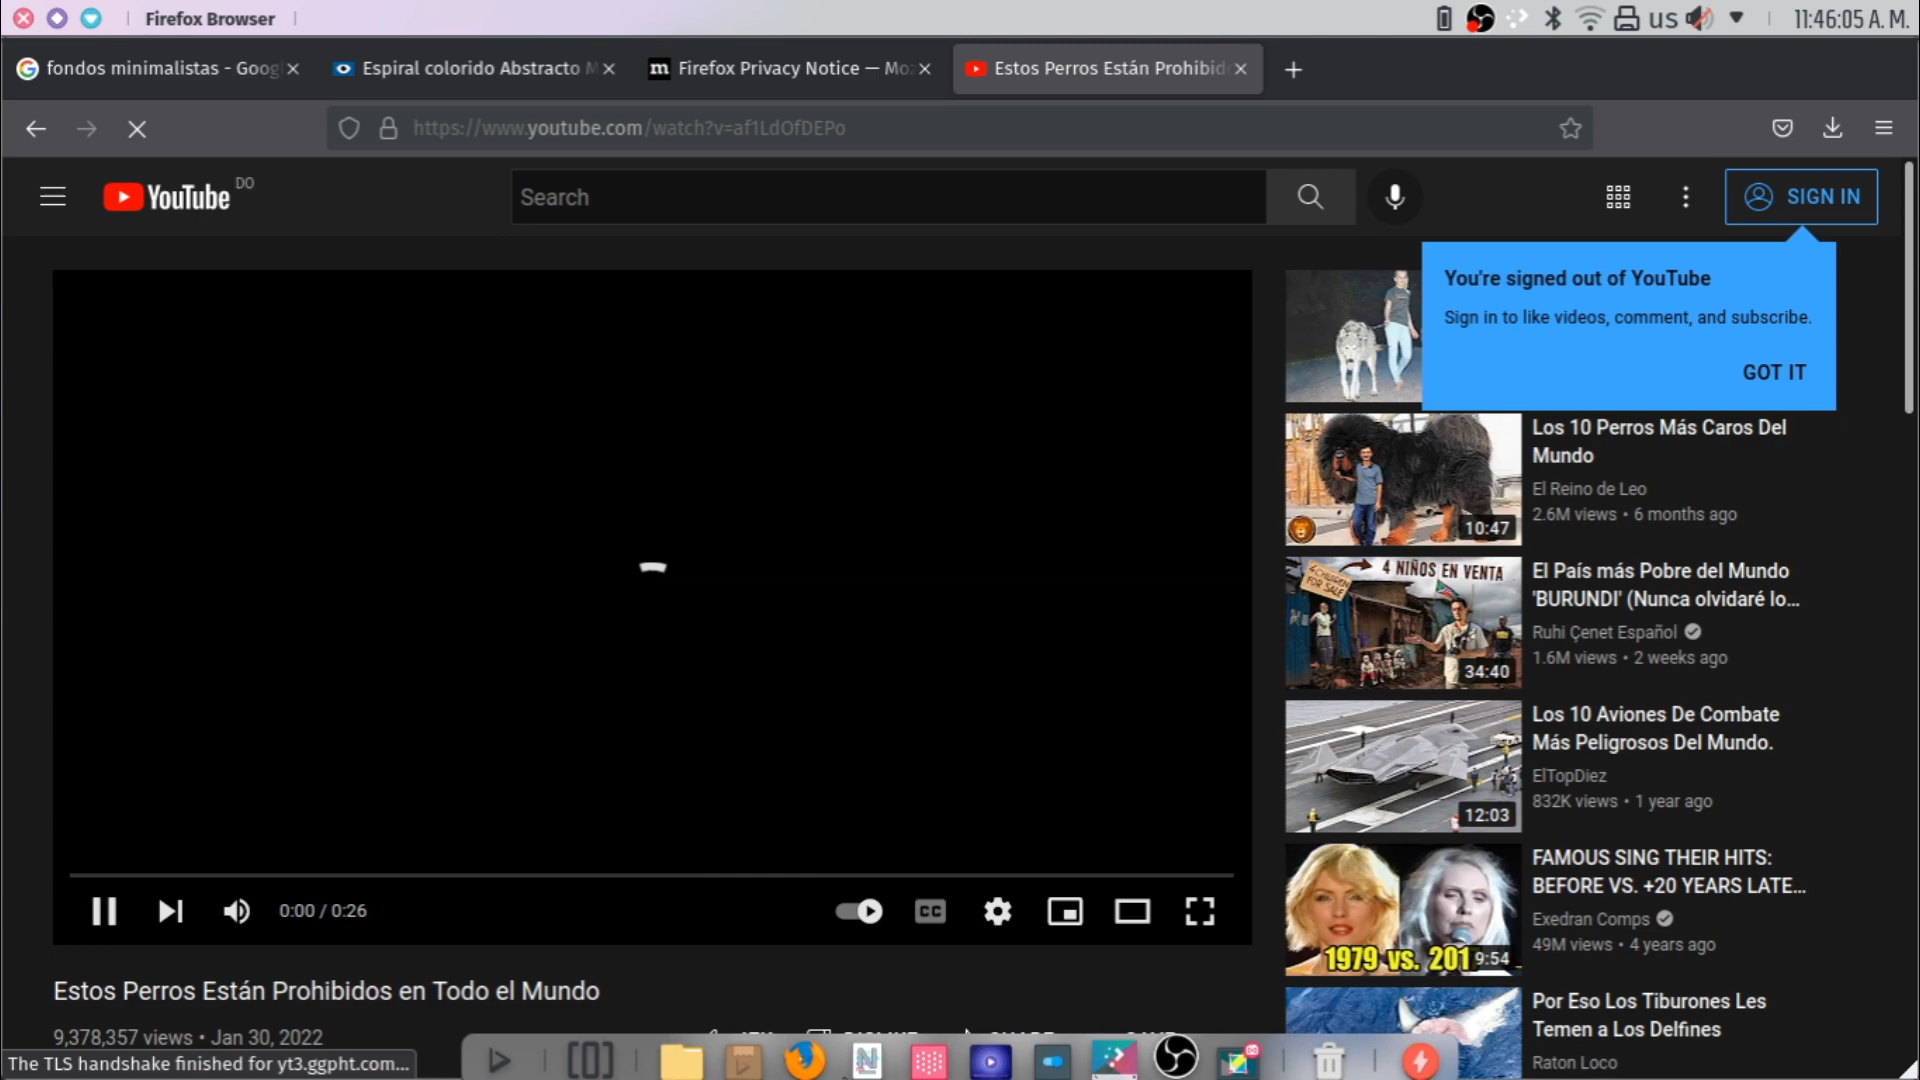 Firefox Browser
us
11:46:05 A. M.
fondos minimalistas - Goog
Espiral colorido Abstracto M
m Firefox Privacy Notice — Mo
Estos Perros Están Prohibid
https://www.youtube.com/watch?v=af1LdOfDEPo
YouTube DO
Search
SIGN IN
You're signed out of YouTube
Sign in to like videos, comment, and subscribe.
GOT IT
Los 10 Perros Más Caros Del
Mundo
El Reino de Leo
2.6M views • 6 months ago
10:47
4 CHILDREN
FOR SALE
4 NIÑOS EN VENTA
34:40
El País más Pobre del Mundo
'BURUNDI' (Nunca olvidaré lo...
Ruhi Çenet Español
1.6M views • 2 weeks ago
Los 10 Aviones De Combate
Más Peligrosos Del Mundo.
ElTopDiez
832K views • 1 year ago
12:03
FAMOUS SING THEIR HITS:
BEFORE VS. +20 YEARS LATE...
Exedran Comps
49M views • 4 years ago
1979 vs. 201
9:54
Por Eso Los Tiburones Les
Temen a Los Delfines
Raton Loco
0:00 / 0:26
CC
Estos Perros Están Prohibidos en Todo el Mundo
9,378,357 views • Jan 30, 2022
The TLS handshake finished for yt3.ggpht.com...